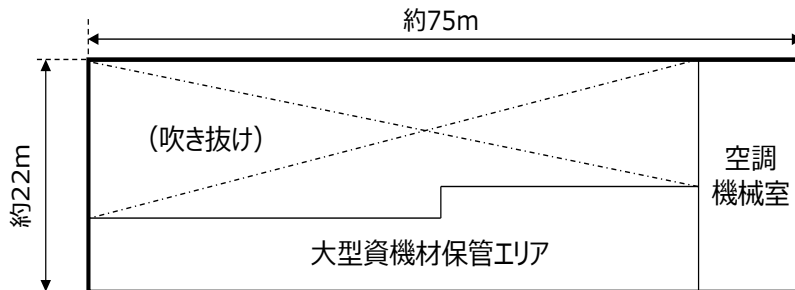 約75m
約22m
(吹き抜け)
空調
機械室
大型資機材保管エリア